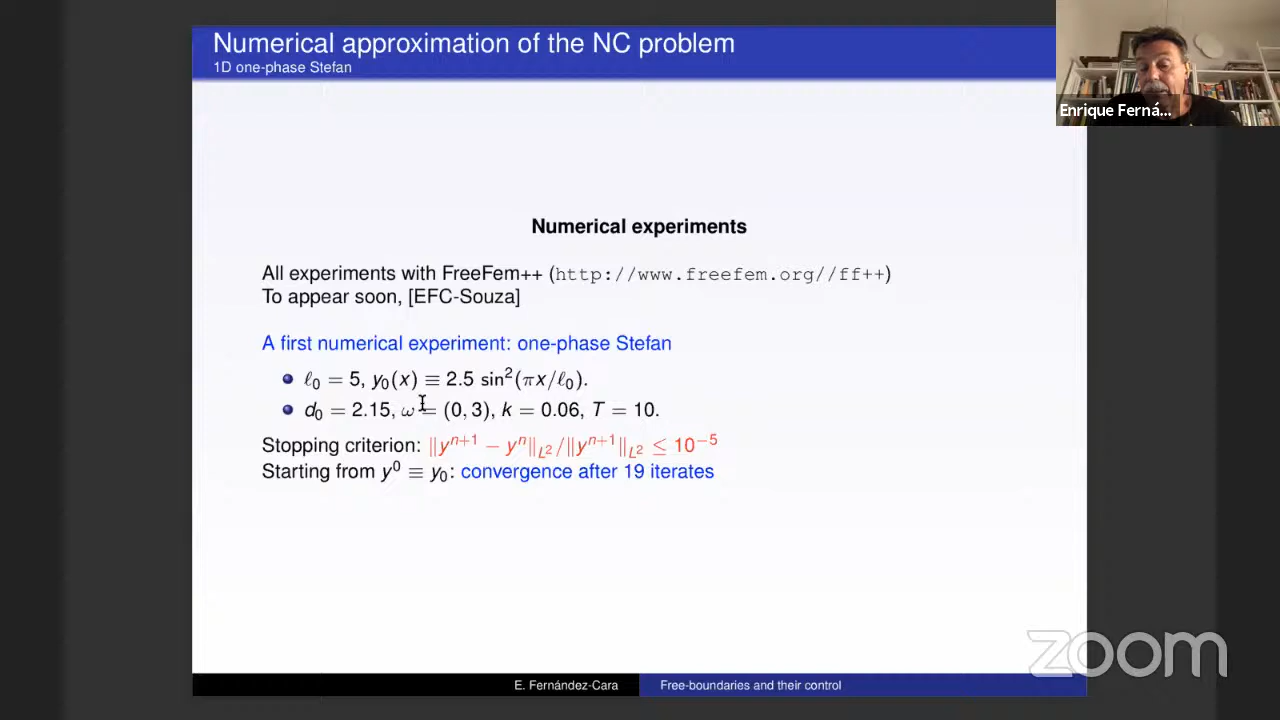 Numerical approximation of the NC problem
1D one-phase Stefan
Enrique Ferná...
Numerical experiments
All experiments with FreeFem++ (http://www.freefem.org//ff++)
To appear soon, [EFC-Souza]
A first numerical experiment: one-phase Stefan
ℓ₀ = 5, y₀(x) ≡ 2.5 sin²(πx/ℓ₀).
d₀ = 2.15, ω = (0, 3), k = 0.06, T = 10.
Stopping criterion: ‖yⁿ⁺¹ − yⁿ‖_L² / ‖yⁿ⁺¹‖_L² ≤ 10⁻⁵
Starting from y⁰ ≡ y₀: convergence after 19 iterates
zoom
E. Fernández-Cara
Free-boundaries and their control